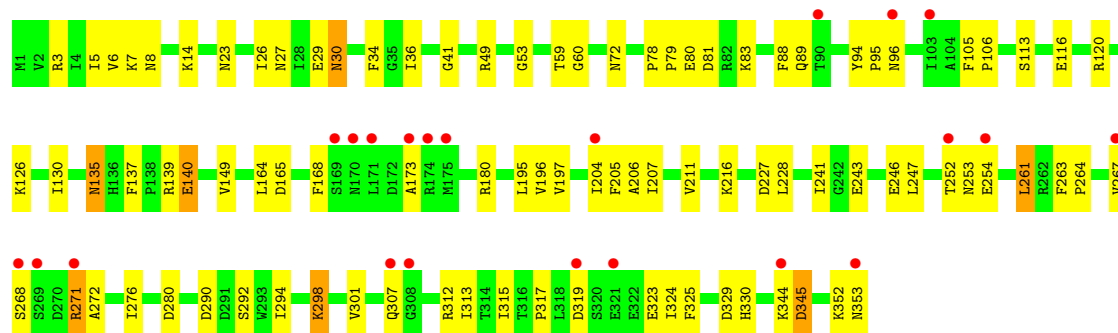 M1 V2 R3 I4 I5 V6 K7 N8 K14 N23 I26 N27 I28 E29 N30 F34 G35 I36 G41 R49 G53 T59 G60 N72 P78 P79 E80 D81 R82 K83 F88 Q89 T90 Y94 P95 N96 I103 A104 F105 P106 S113 E116 R120
K126 I130 N135 H136 F137 P138 R139 E140 V149 L164 D165 F168 S169 N170 L171 D172 A173 R174 M175 R180 L195 V196 V197 I204 F205 A206 I207 V211 K216 D227 L228 I241 G242 E243 E246 L247 T252 N253 E254 L261 R262 F263 P264 V267
S268 S269 D270 R271 A272 I276 D280 D290 D291 S292 W293 I294 K298 V301 Q307 G308 R312 I313 T314 I315 T316 P317 L318 D319 S320 E321 E322 E323 I324 F325 D329 H330 K344 D345 K352 N353